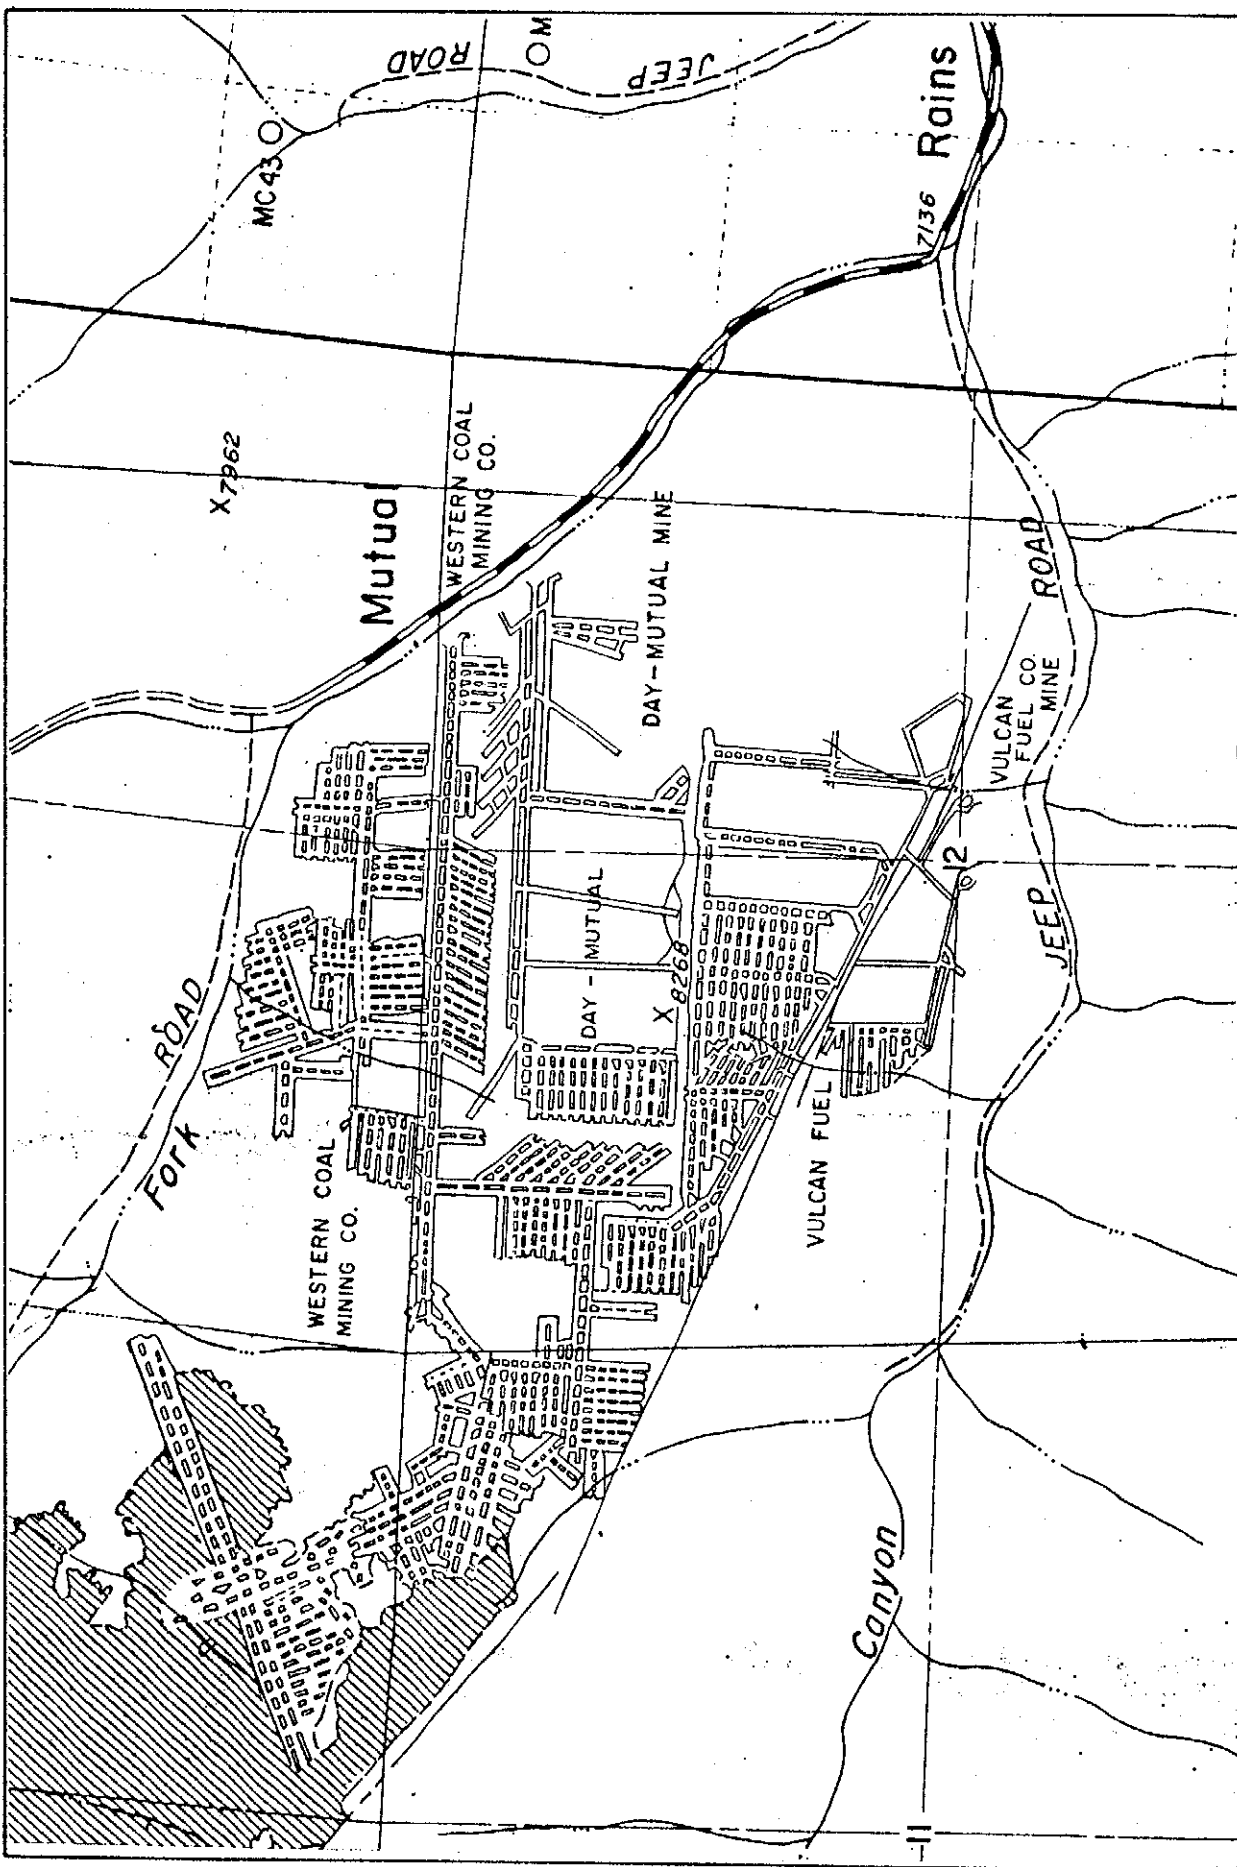 ROAD
JEEP
M
MC43
Rains
7136
X7962
Mutual
WESTERN COAL
MINING CO.
DAY-MUTUAL MINE
ROAD
VULCAN
FUEL CO.
MINE
JEEP
12
DAY - MUTUAL
X
8268
ROAD
Fork
WESTERN COAL
MINING CO.
VULCAN FUEL
Canyon
11